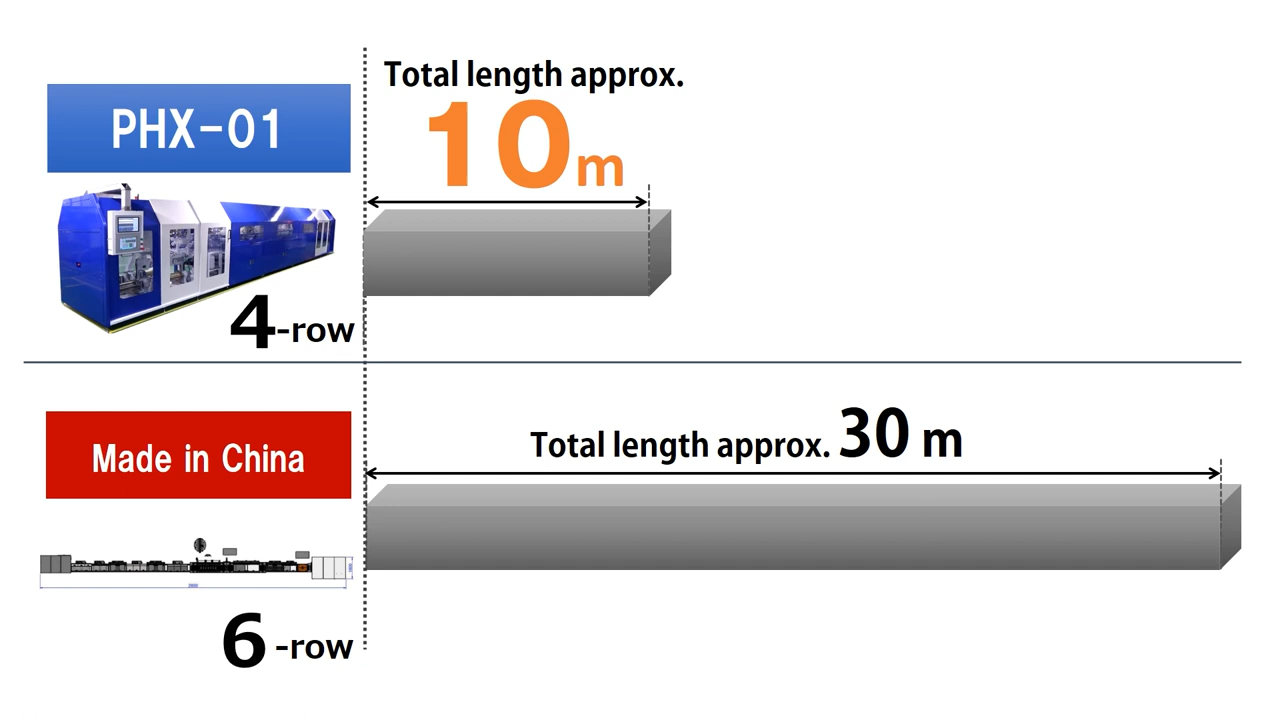 Total length approx.
10m
PHX-01
4-row
Made in China
Total length approx. 30 m
6-row